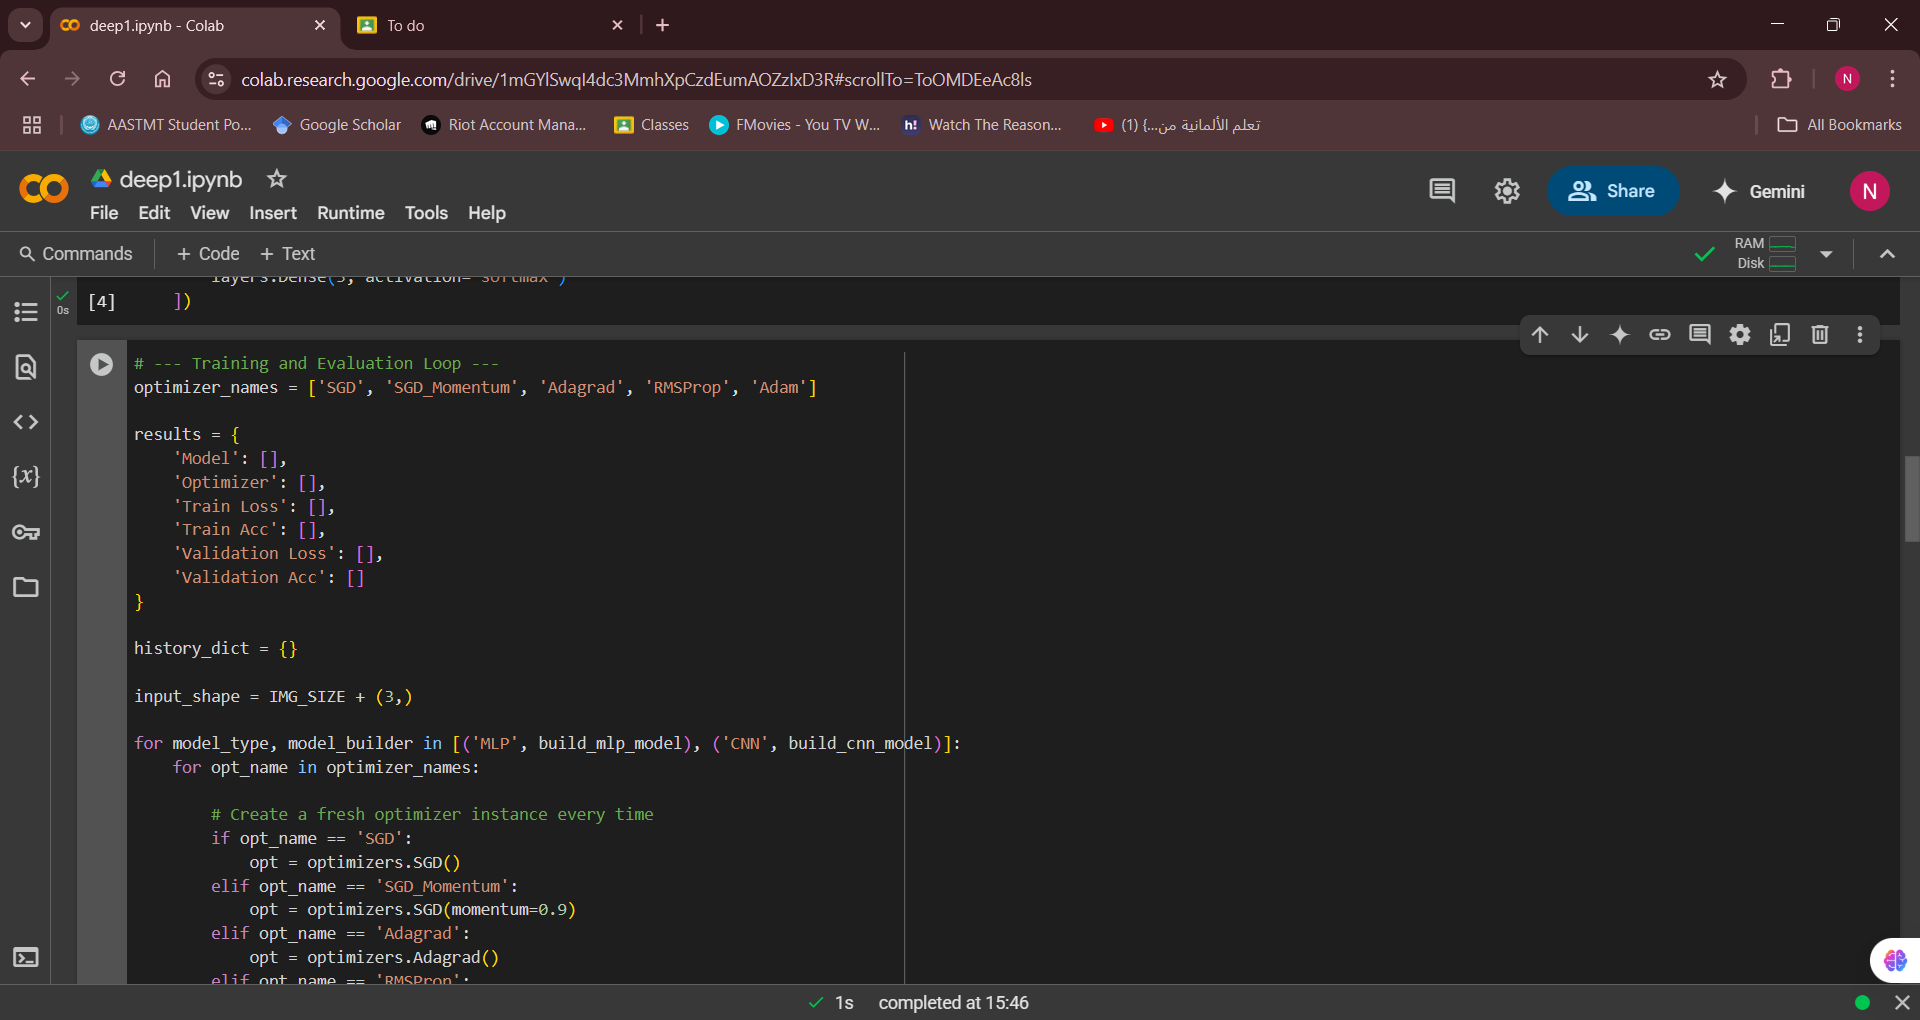 deep1.ipynb - Colab
To do
colab.research.google.com/drive/1mGYlSwqI4dc3MmhXpCzdEumAOZzIxD3R#scrollTo=ToOMDEeAc8ls
N
AASTMT Student Po...
Google Scholar
Riot Account Mana...
Classes
FMovies - You TV W...
h! Watch The Reason...
(1) {...تعلم الألمانية من
All Bookmarks
deep1.ipynb
File Edit View Insert Runtime Tools Help
Share
Gemini
N
Commands
+ Code + Text
RAM
Disk
[4] ])
0s
# --- Training and Evaluation Loop ---
optimizer_names = ['SGD', 'SGD_Momentum', 'Adagrad', 'RMSProp', 'Adam']
results = {
'Model': [],
'Optimizer': [],
'Train Loss': [],
'Train Acc': [],
'Validation Loss': [],
'Validation Acc': []
}
history_dict = {}
input_shape = IMG_SIZE + (3,)
for model_type, model_builder in [('MLP', build_mlp_model), ('CNN', build_cnn_model)]:
for opt_name in optimizer_names:
# Create a fresh optimizer instance every time
if opt_name == 'SGD':
opt = optimizers.SGD()
elif opt_name == 'SGD_Momentum':
opt = optimizers.SGD(momentum=0.9)
elif opt_name == 'Adagrad':
opt = optimizers.Adagrad()
elif opt_name == 'RMSProp':
{x}
1s completed at 15:46